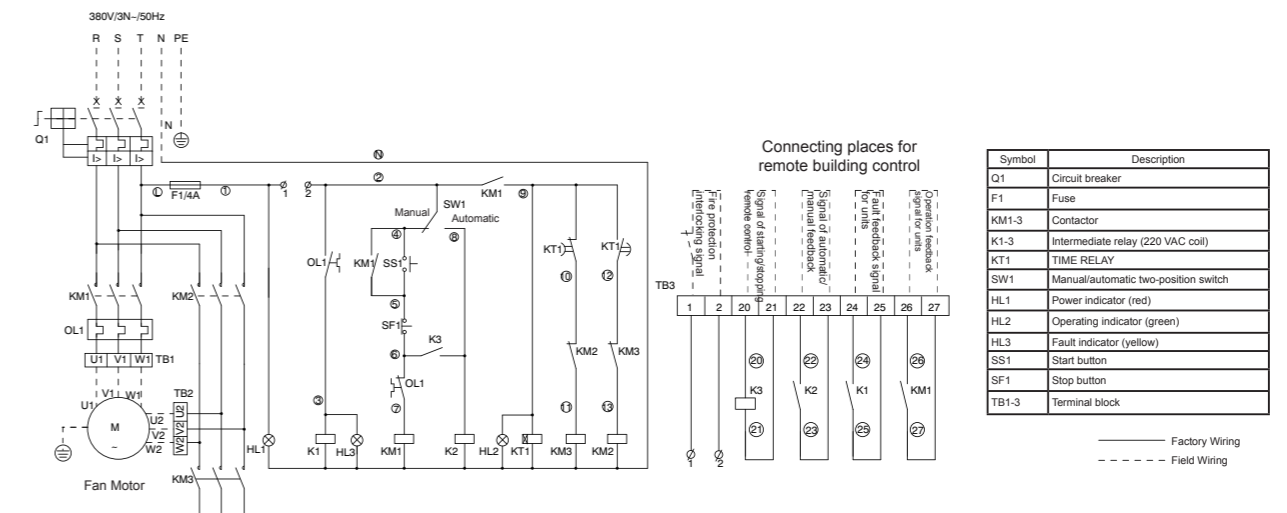 380V/3N~/50Hz
R S T N PE
Q1
I> I> I>
N
L F1/4A 1
1 2
N
2
KM1
9
SW1
Manual Automatic
4 8
OL1 KM1 SS1
5
SF1
6 K3
OL1
7
3
KT1 KT1
10 12
KM2 KM3
11 13
HL1 K1 HL3 KM1 K2 HL2 KT1 KM3 KM2
KM1 KM2
OL1
U1 V1 W1 TB1
V1 W1 TB2
U1
U2 U2
V2 V2
W2 W2
M
~
Fan Motor
KM3
Connecting places for
remote building control
Fire protection
interlocking signal
Signal of starting/stopping
remote control
Signal of automatic/
manual feedback
Fault feedback signal
for units
Operation feedback
signal for units
TB3
1 2 20 21 22 23 24 25 26 27
20 22 24 26
K3 K2 K1 KM1
21 23 25 27
1 2
Symbol Description
Q1 Circuit breaker
F1 Fuse
KM1-3 Contactor
K1-3 Intermediate relay (220 VAC coil)
KT1 TIME RELAY
SW1 Manual/automatic two-position switch
HL1 Power indicator (red)
HL2 Operating indicator (green)
HL3 Fault indicator (yellow)
SS1 Start button
SF1 Stop button
TB1-3 Terminal block
Factory Wiring
Field Wiring